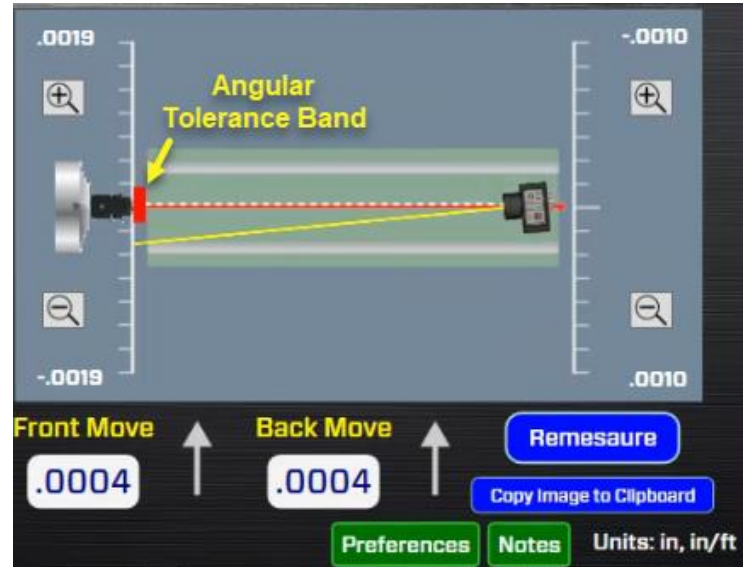 .0019
-.0010
Angular
Tolerance Band
-.0019
.0010
Front Move
Back Move
Remesaure
.0004
.0004
Copy Image to Clipboard
Preferences
Notes
Units: in, in/ft